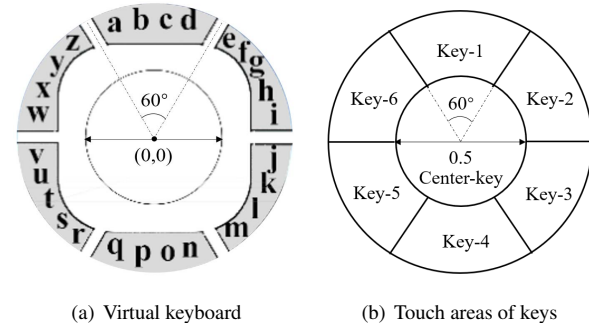 a b c d
e f g h i
j k l m
n o p q
r s t u v
w x y z
60°
(0,0)
Key-1
Key-2
Key-3
Key-4
Key-5
Key-6
60°
0.5
Center-key
(a) Virtual keyboard
(b) Touch areas of keys